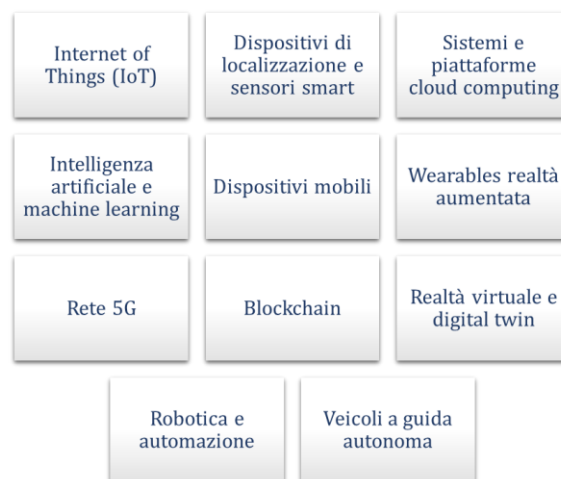 Internet of
Things (IoT)
Dispositivi di
localizzazione e
sensori smart
Sistemi e
piattaforme
cloud computing
Intelligenza
artificiale e
machine learning
Dispositivi mobili
Wearables realtà
aumentata
Rete 5G
Blockchain
Realtà virtuale e
digital twin
Robotica e
automazione
Veicoli a guida
autonoma